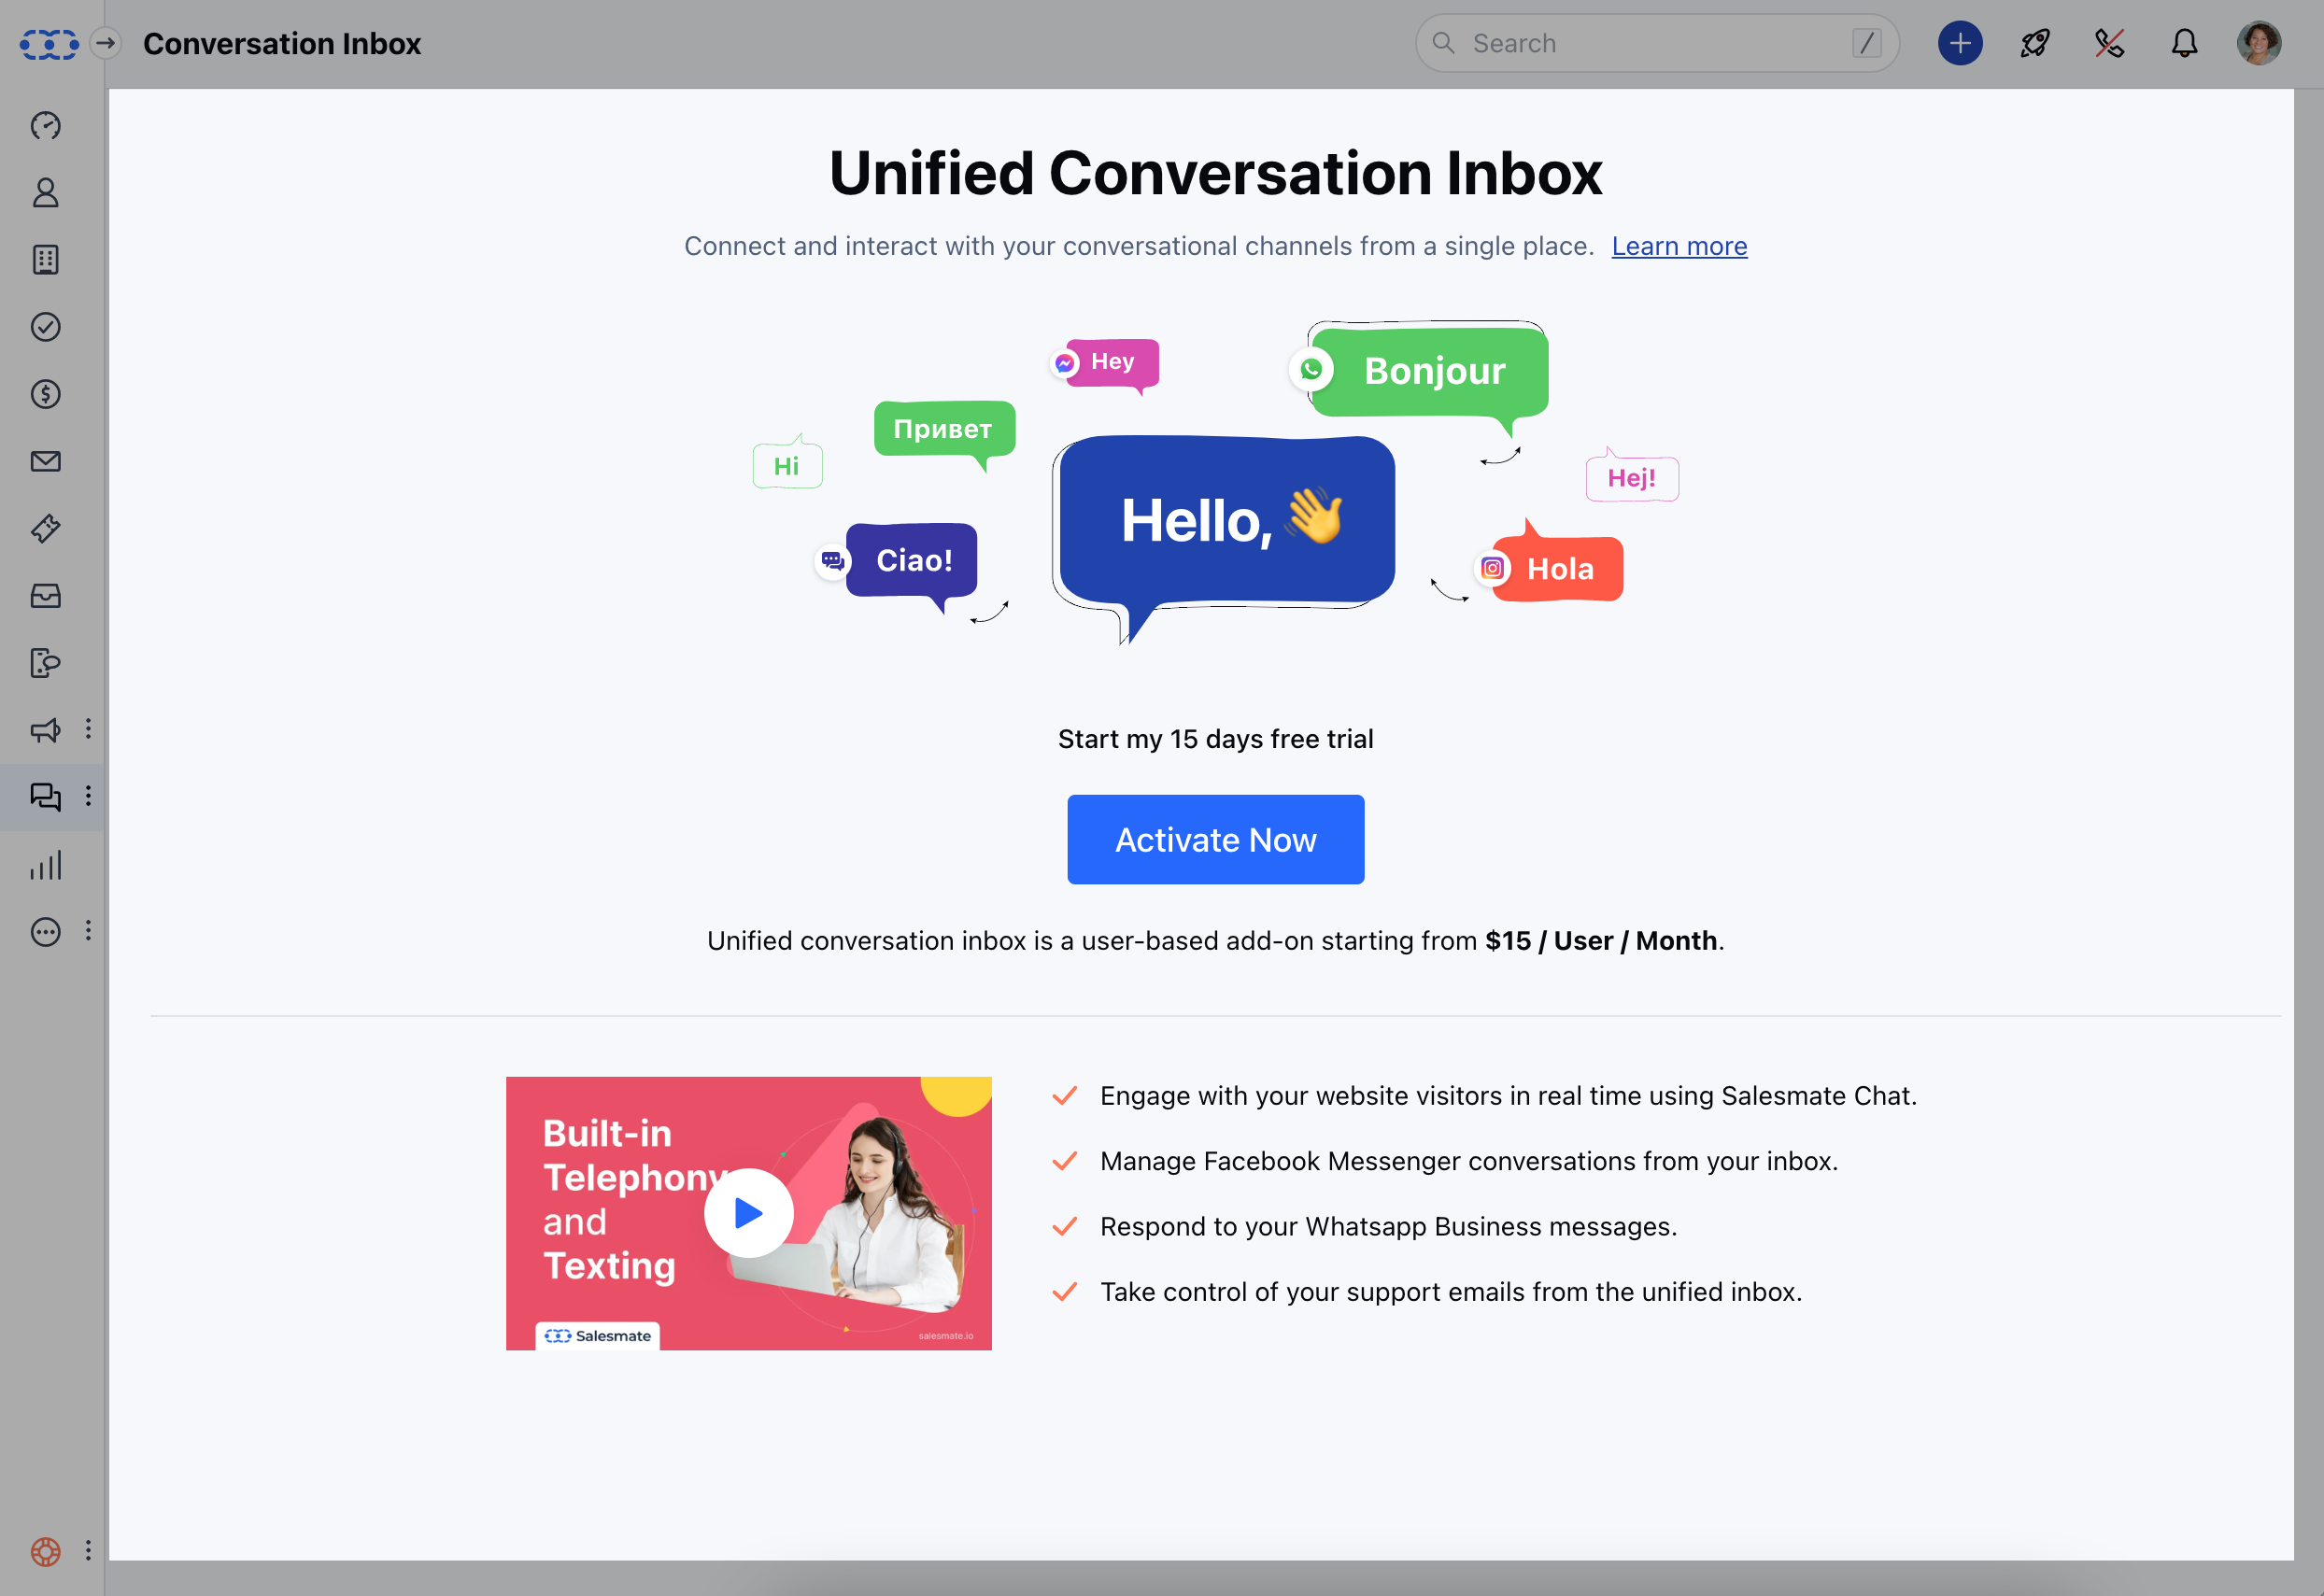 Conversation Inbox
Search
/
Unified Conversation Inbox
Connect and interact with your conversational channels from a single place. Learn more
Hey
Bonjour
Привет
Hi
Hello, 👋
Hej!
Ciao!
Hola
Start my 15 days free trial
Activate Now
Unified conversation inbox is a user-based add-on starting from $15 / User / Month.
Built-in
Telephony
and
Texting
Salesmate
salesmate.io
Engage with your website visitors in real time using Salesmate Chat.
Manage Facebook Messenger conversations from your inbox.
Respond to your Whatsapp Business messages.
Take control of your support emails from the unified inbox.